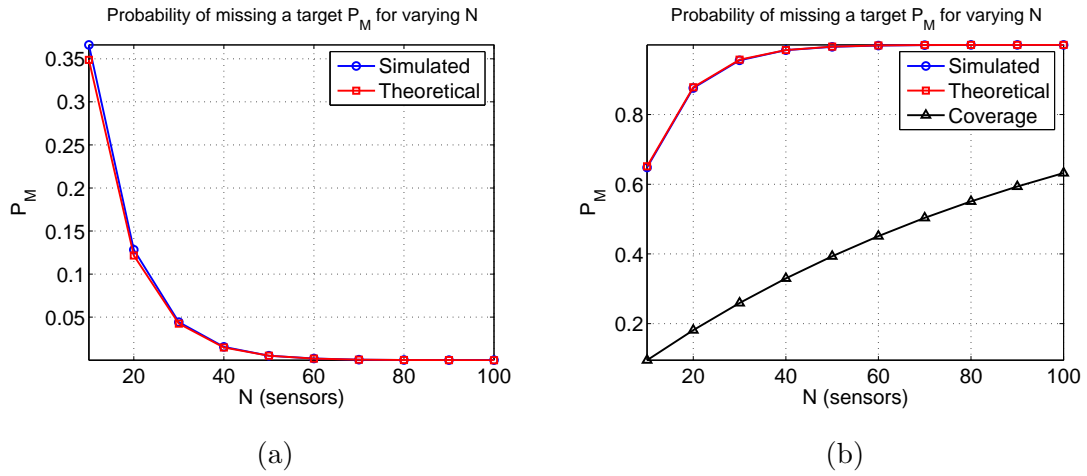 Probability of missing a target P_M for varying N
0.35
0.3
0.25
0.2
0.15
0.1
0.05
P_M
20 40 60 80 100
N (sensors)
Simulated
Theoretical
(a)
Probability of missing a target P_M for varying N
0.8
0.6
0.4
0.2
P_M
20 40 60 80 100
N (sensors)
Simulated
Theoretical
Coverage
(b)